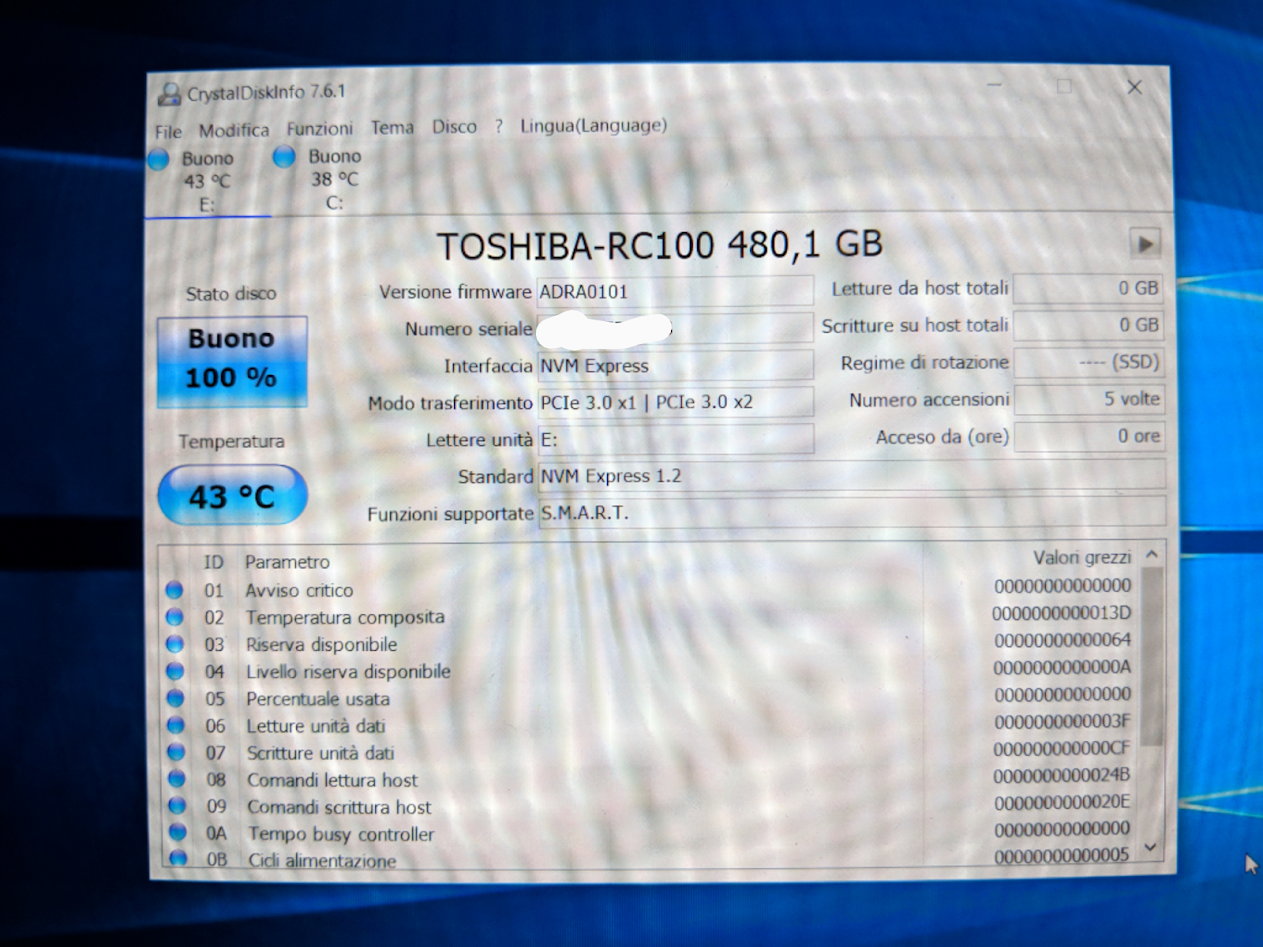 CrystalDiskInfo 7.6.1
File Modifica Funzioni Tema Disco ? Lingua(Language)
Buono Buono
43 °C 38 °C
E: C:
TOSHIBA-RC100 480,1 GB
Stato disco
Buono
100 %
Temperatura
43 °C
Versione firmware ADRA0101
Numero seriale
Interfaccia NVM Express
Modo trasferimento PCIe 3.0 x1 | PCIe 3.0 x2
Lettere unità E:
Standard NVM Express 1.2
Funzioni supportate S.M.A.R.T.
Letture da host totali 0 GB
Scritture su host totali 0 GB
Regime di rotazione ---- (SSD)
Numero accensioni 5 volte
Acceso da (ore) 0 ore
ID Parametro Valori grezzi
01 Avviso critico 00000000000000
02 Temperatura composita 0000000000013D
03 Riserva disponibile 00000000000064
04 Livello riserva disponibile 0000000000000A
05 Percentuale usata 00000000000000
06 Letture unità dati 0000000000003F
07 Scritture unità dati 000000000000CF
08 Comandi lettura host 0000000000024B
09 Comandi scrittura host 0000000000020E
0A Tempo busy controller 00000000000000
0B Cicli alimentazione 00000000000005